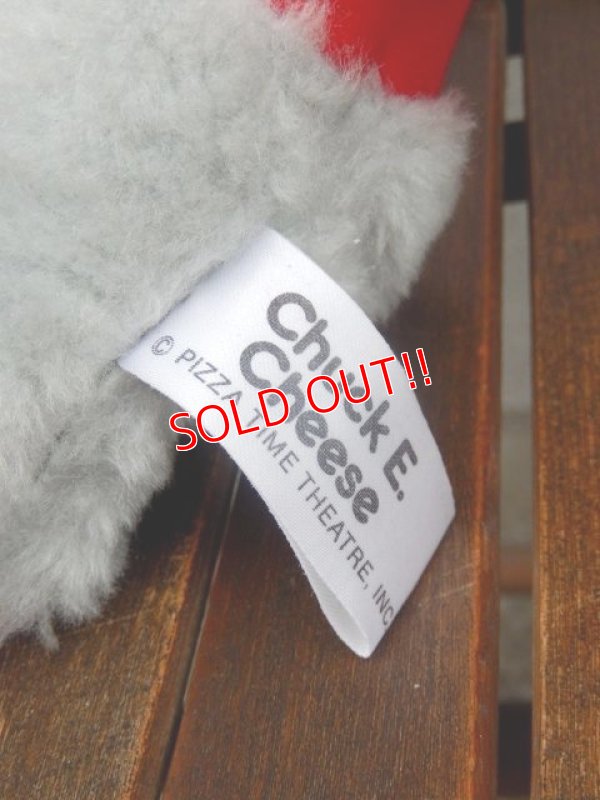 Chuck E.
Cheese
© PIZZA TIME THEATRE, INC
SOLD OUT!!